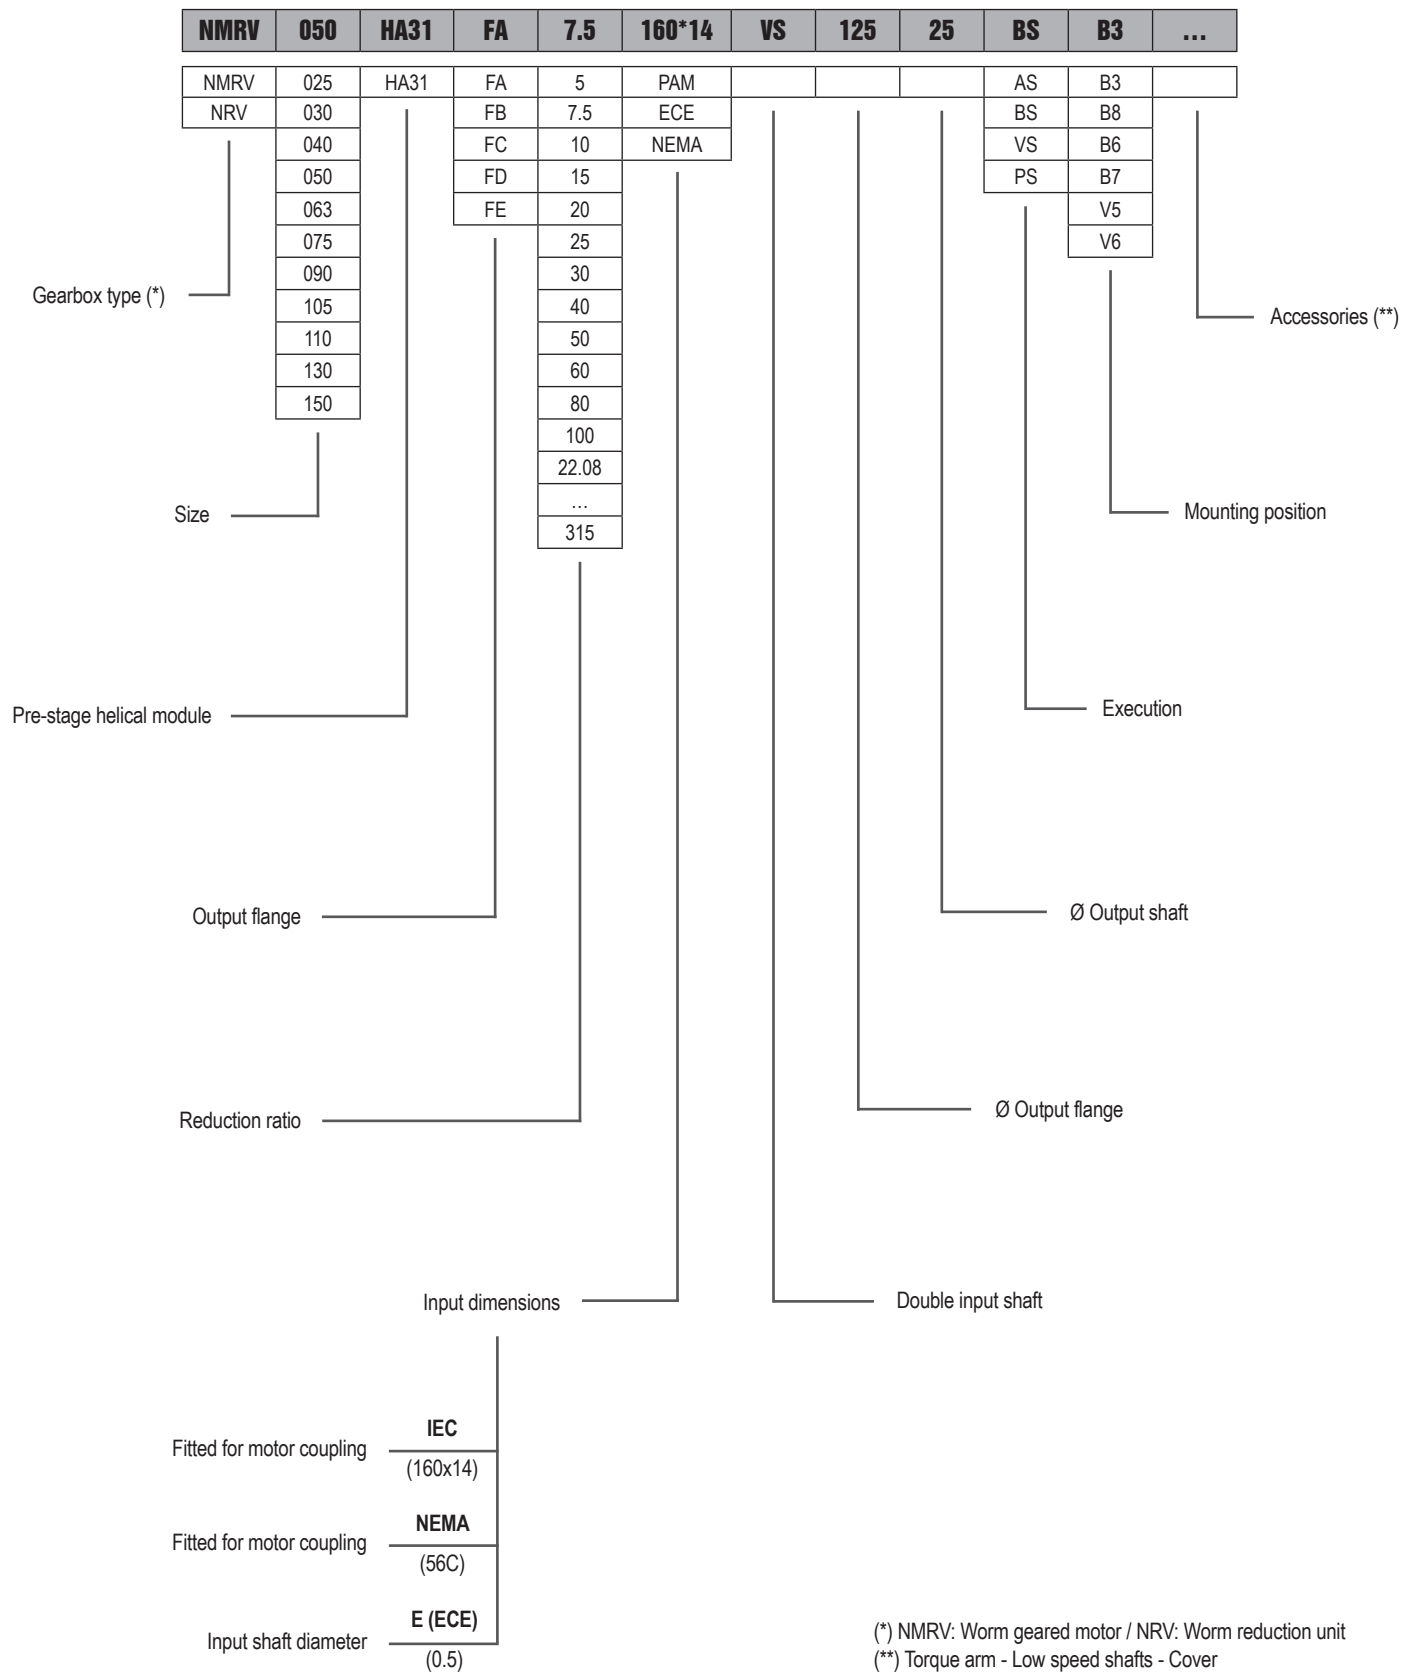 NMRV 050 HA31 FA 7.5 160*14 VS 125 25 BS B3 ...
NMRV 025 HA31 FA 5 PAM AS B3
NRV 030 FB 7.5 ECE BS B8
040 FC 10 NEMA VS B6
050 FD 15 PS B7
063 FE 20 V5
075 25 V6
090 30
105 40
110 50
130 60
150 80
100
22.08
...
315
Gearbox type (*)
Accessories (**)
Size
Mounting position
Pre-stage helical module
Execution
Output flange
Ø Output shaft
Reduction ratio
Ø Output flange
Input dimensions
Double input shaft
Fitted for motor coupling
IEC
(160x14)
Fitted for motor coupling
NEMA
(56C)
Input shaft diameter
E (ECE)
(0.5)
(*) NMRV: Worm geared motor / NRV: Worm reduction unit
(**) Torque arm - Low speed shafts - Cover